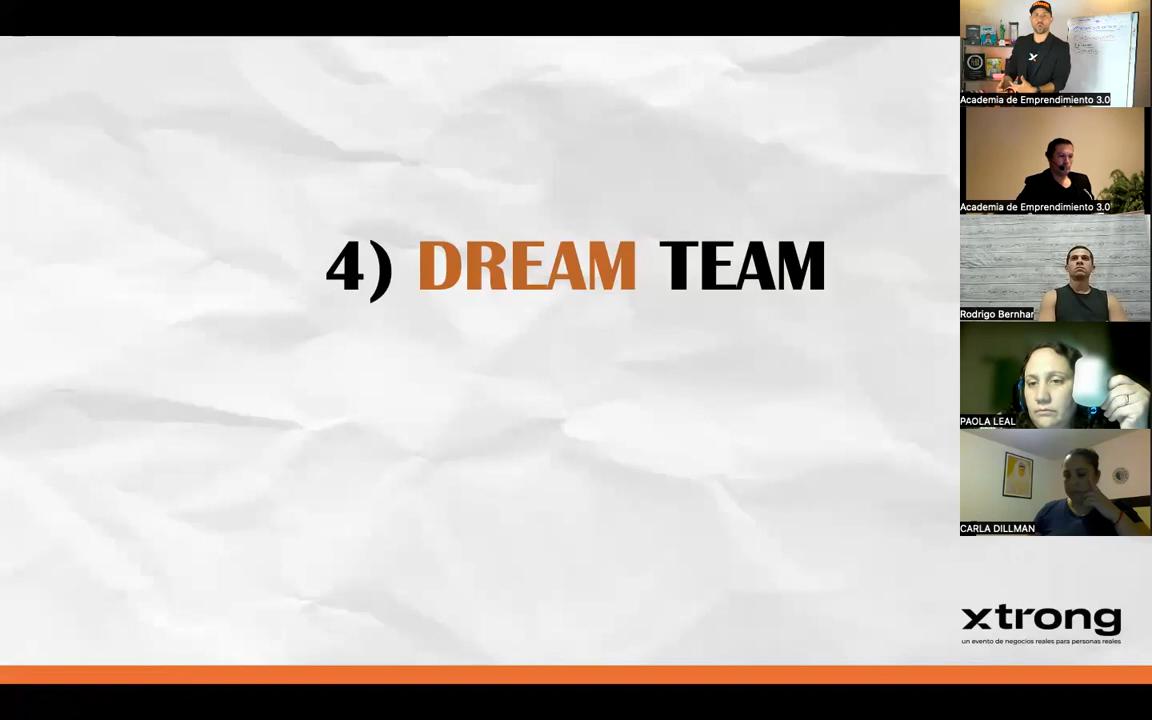 4) DREAM TEAM
Academia de Emprendimiento 3.0
Academia de Emprendimiento 3.0
Rodrigo Bernhar
PAOLA LEAL
CARLA DILLMAN
xtrong
un evento de negocios reales para personas reales